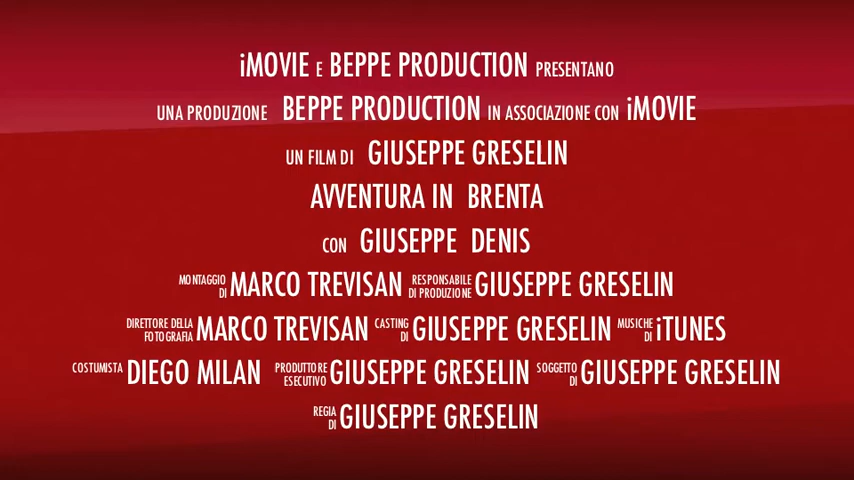 iMOVIE E BEPPE PRODUCTION PRESENTANO
UNA PRODUZIONE BEPPE PRODUCTION IN ASSOCIAZIONE CON iMOVIE
UN FILM DI GIUSEPPE GRESELIN
AVVENTURA IN BRENTA
CON GIUSEPPE DENIS
MONTAGGIO DI MARCO TREVISAN RESPONSABILE DI PRODUZIONE GIUSEPPE GRESELIN
DIRETTORE DELLA FOTOGRAFIA MARCO TREVISAN CASTING DI GIUSEPPE GRESELIN MUSICHE DI iTUNES
COSTUMISTA DIEGO MILAN PRODUTTORE ESECUTIVO GIUSEPPE GRESELIN SOGGETTO DI GIUSEPPE GRESELIN
REGIA DI GIUSEPPE GRESELIN